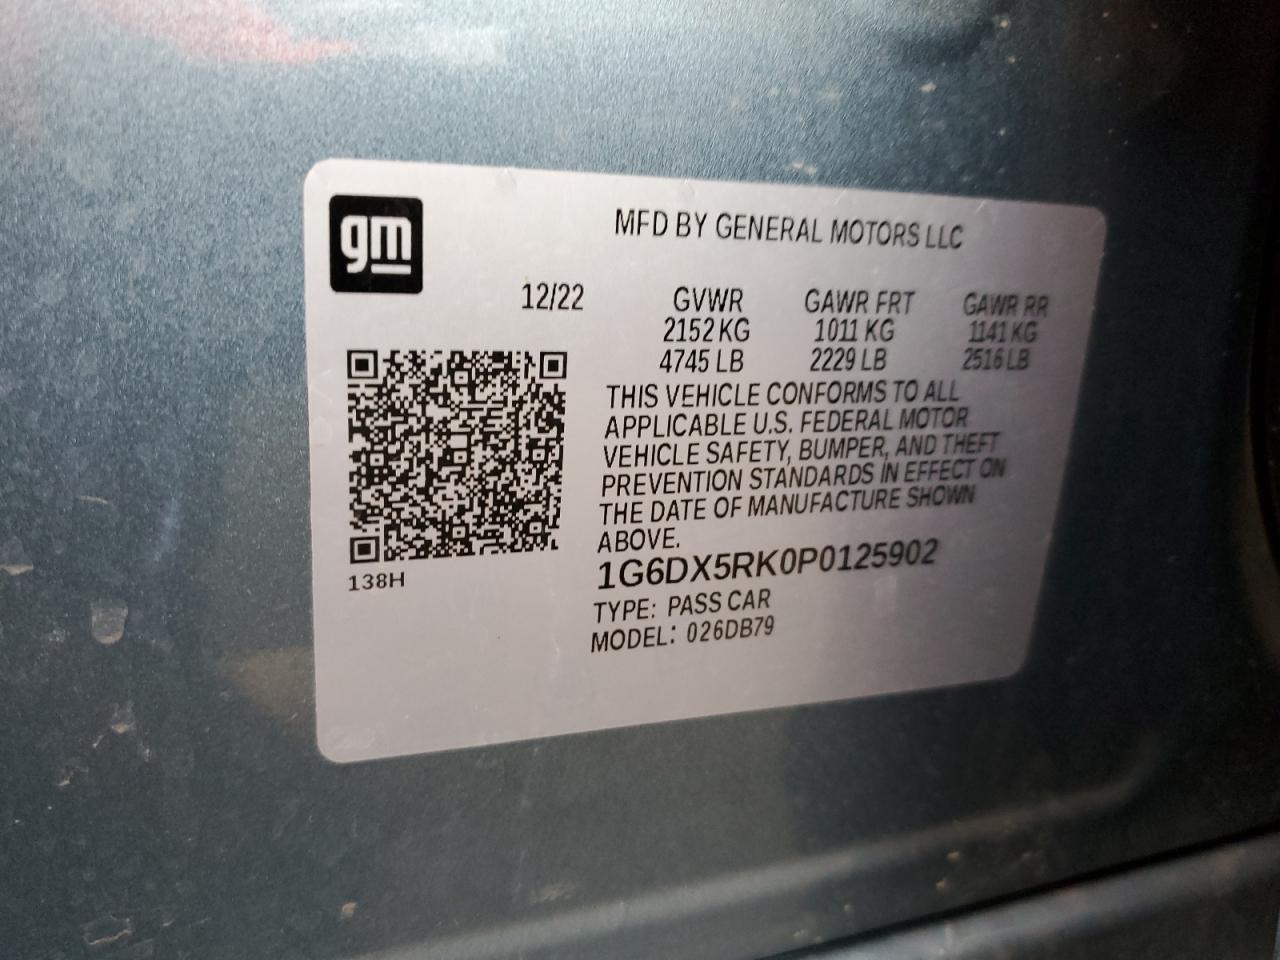 gm
MFD BY GENERAL MOTORS LLC
12/22 GVWR GAWR FRT GAWR RR
2152 KG 1011 KG 1141 KG
4745 LB 2229 LB 2516 LB
THIS VEHICLE CONFORMS TO ALL
APPLICABLE U.S. FEDERAL MOTOR
VEHICLE SAFETY, BUMPER, AND THEFT
PREVENTION STANDARDS IN EFFECT ON
THE DATE OF MANUFACTURE SHOWN
ABOVE.
138H
1G6DX5RK0P0125902
TYPE: PASS CAR
MODEL: 026DB79